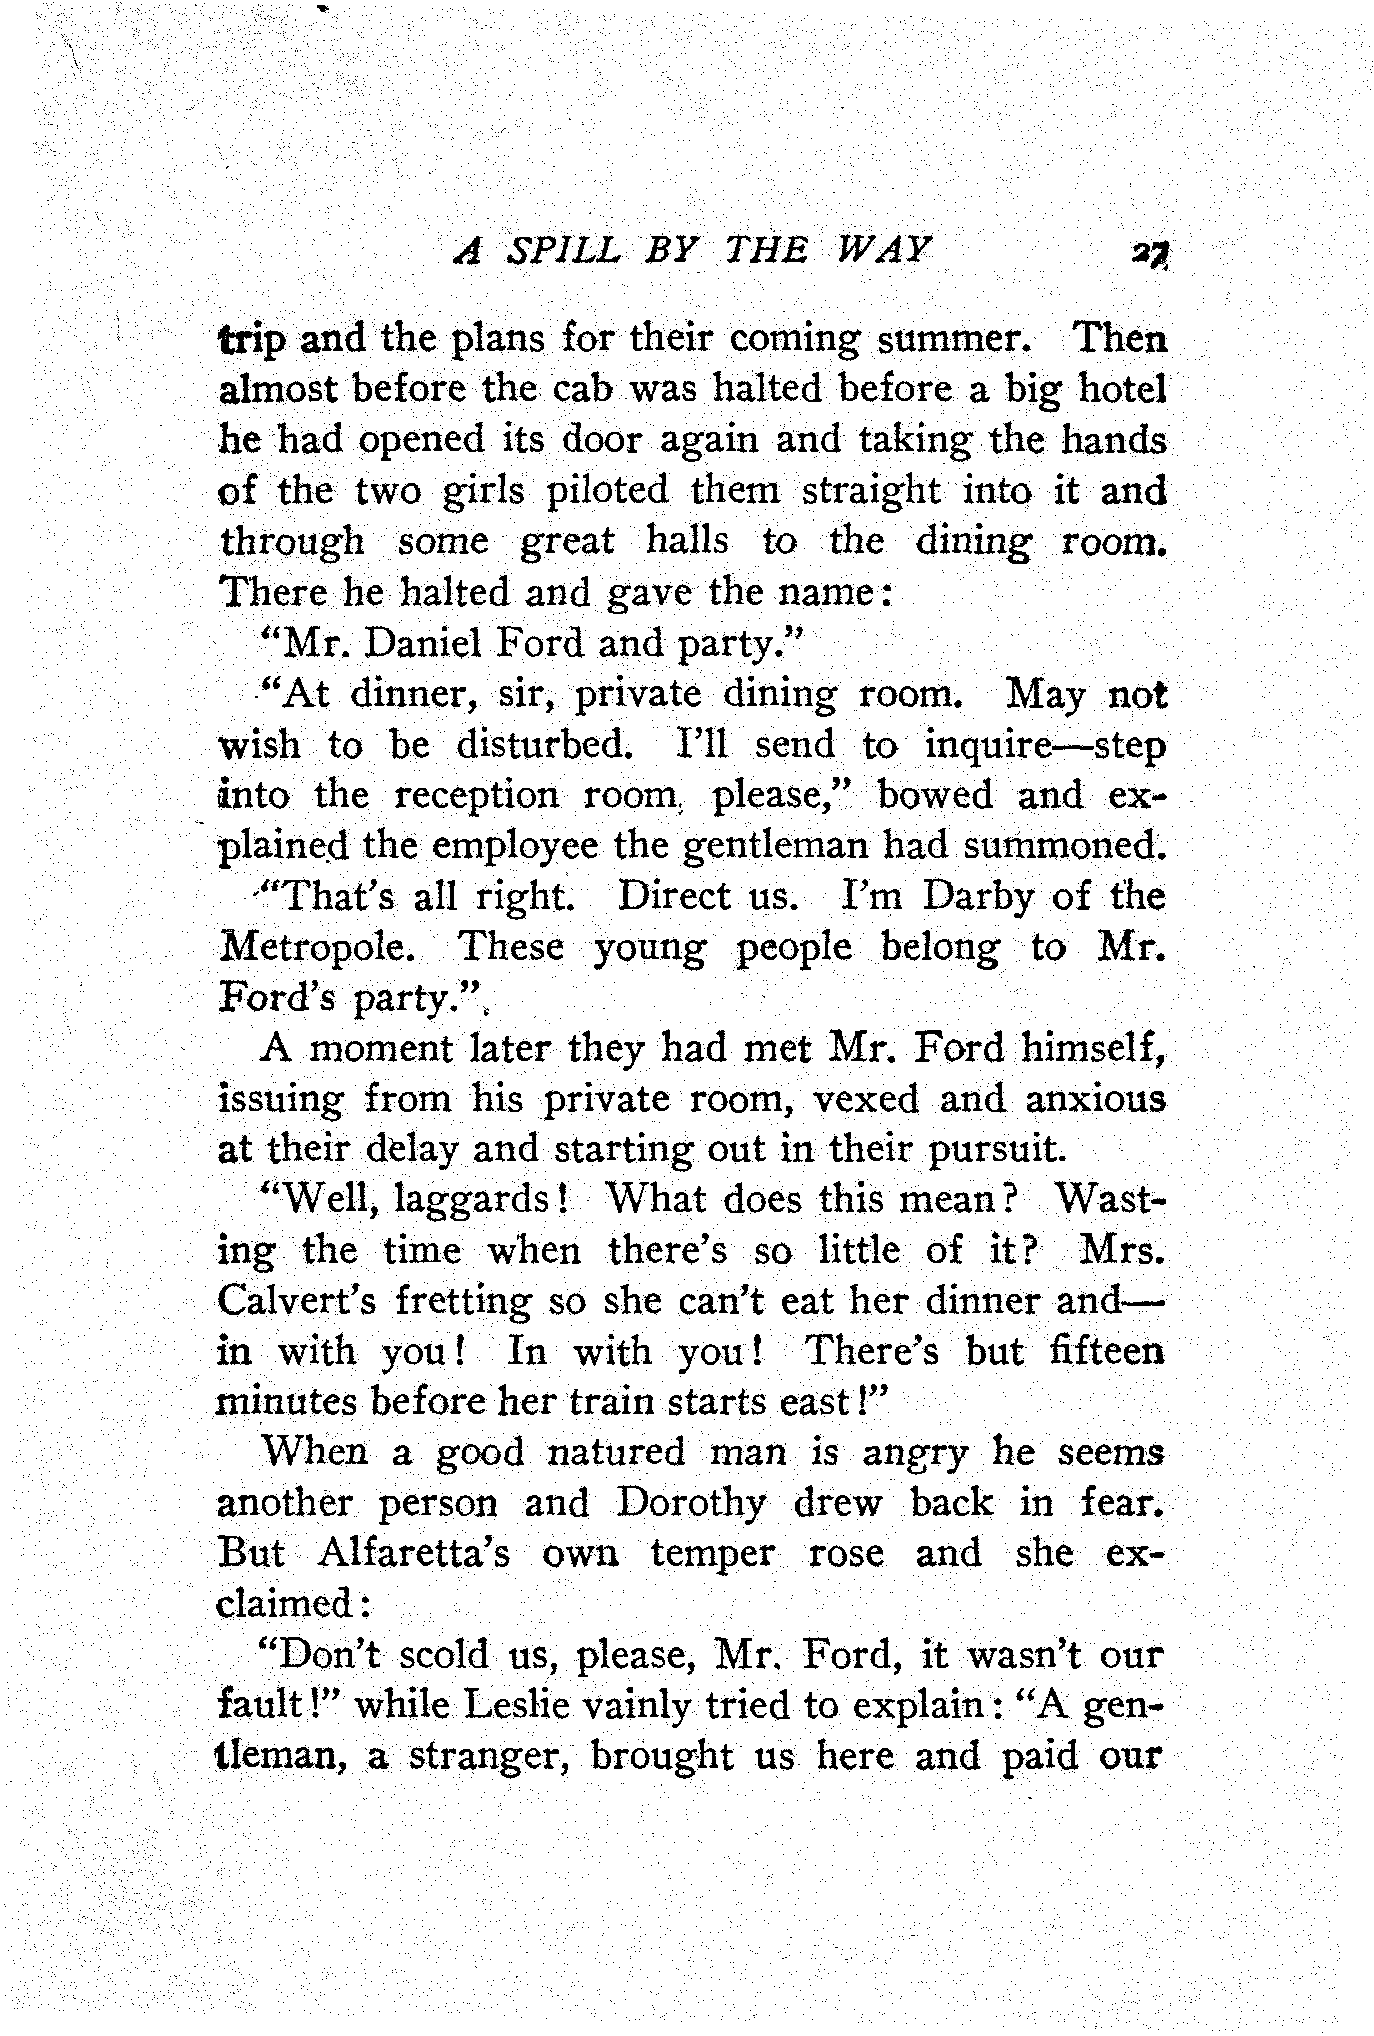 A SPILL BY THE WAY 27
trip and the plans for their coming summer. Then
almost before the cab was halted before a big hotel
he had opened its door again and taking the hands
of the two girls piloted them straight into it and
through some great halls to the dining room.
There he halted and gave the name:
“Mr. Daniel Ford and party.”
“At dinner, sir, private dining room. May not
wish to be disturbed. I’ll send to inquire—step
into the reception room, please,” bowed and ex-
plained the employee the gentleman had summoned.
“That’s all right. Direct us. I’m Darby of the
Metropole. These young people belong to Mr.
Ford’s party.”
A moment later they had met Mr. Ford himself,
issuing from his private room, vexed and anxious
at their delay and starting out in their pursuit.
“Well, laggards! What does this mean? Wast-
ing the time when there’s so little of it? Mrs.
Calvert’s fretting so she can’t eat her dinner and—
in with you! In with you! There’s but fifteen
minutes before her train starts east!”
When a good natured man is angry he seems
another person and Dorothy drew back in fear.
But Alfaretta’s own temper rose and she ex-
claimed:
“Don’t scold us, please, Mr. Ford, it wasn’t our
fault!” while Leslie vainly tried to explain: “A gen-
tleman, a stranger, brought us here and paid our